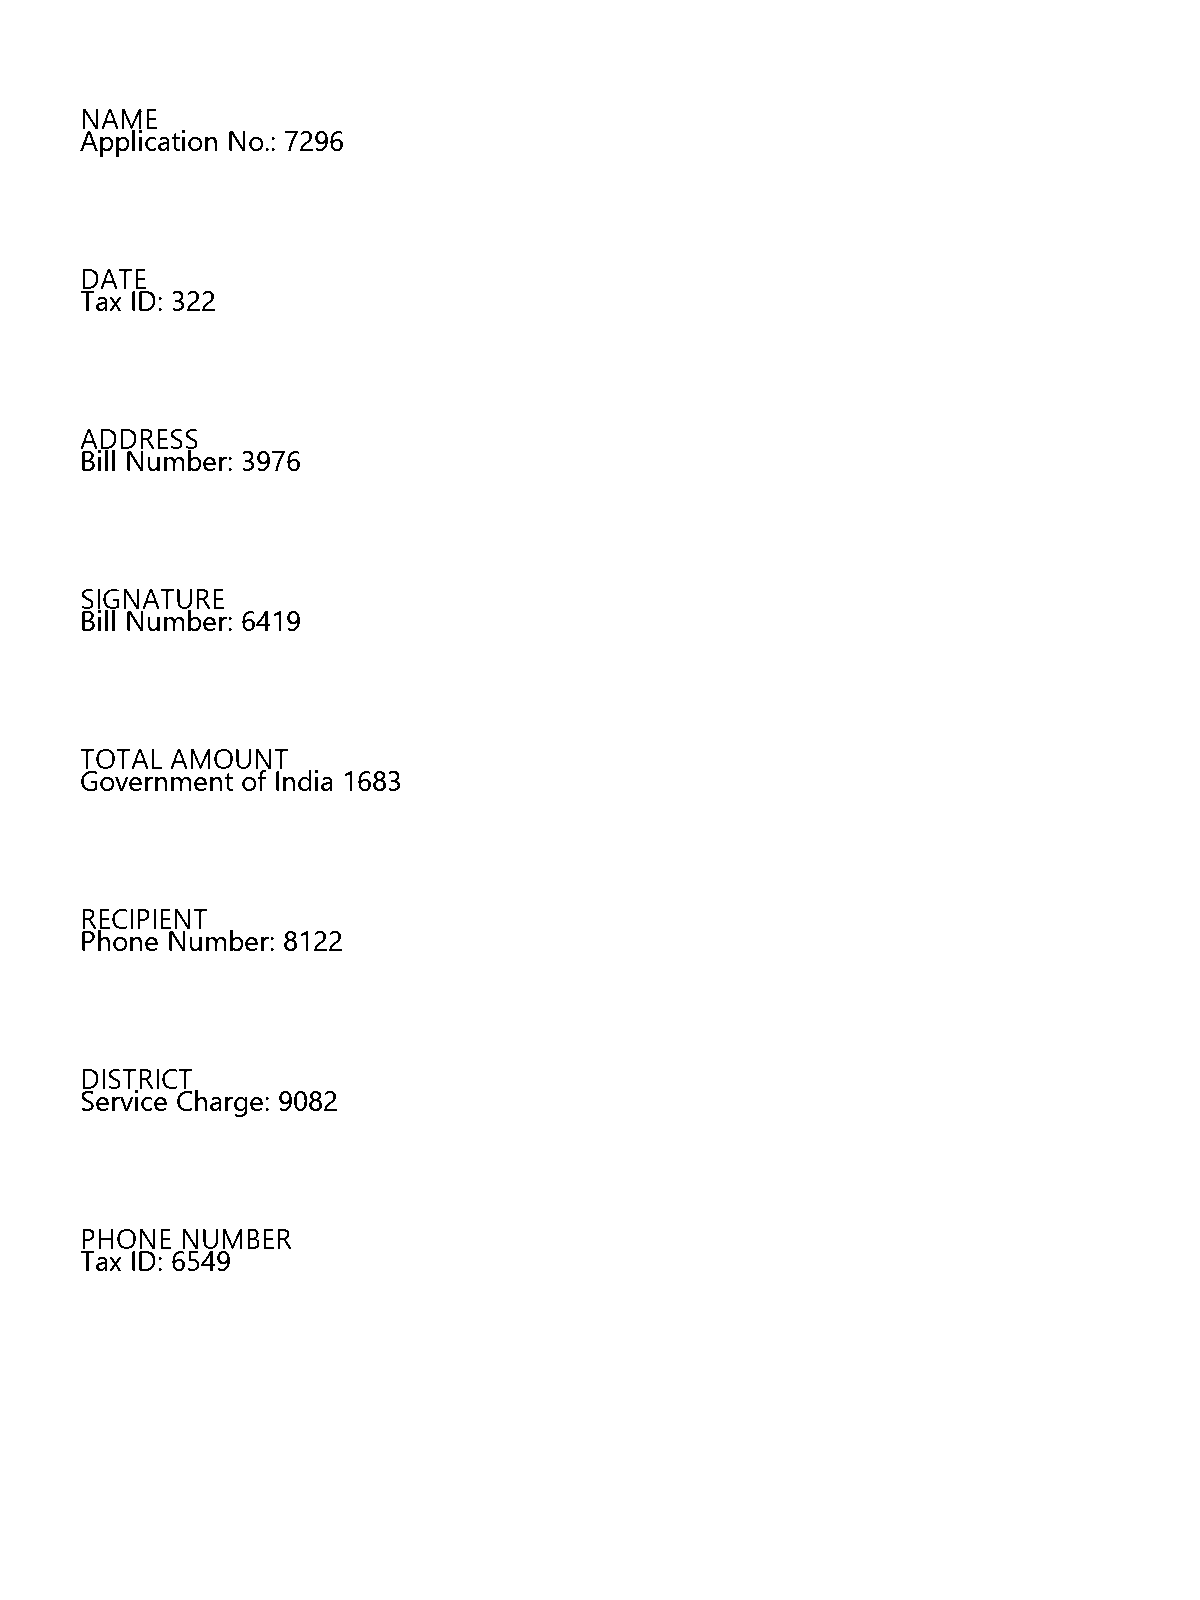 NAME
Application No.: 7296
DATE
Tax ID: 322
ADDRESS
Bill Number: 3976
SIGNATURE
Bill Number: 6419
TOTAL AMOUNT
Government of India 1683
RECIPIENT
Phone Number: 8122
DISTRICT
Service Charge: 9082
PHONE NUMBER
Tax ID: 6549